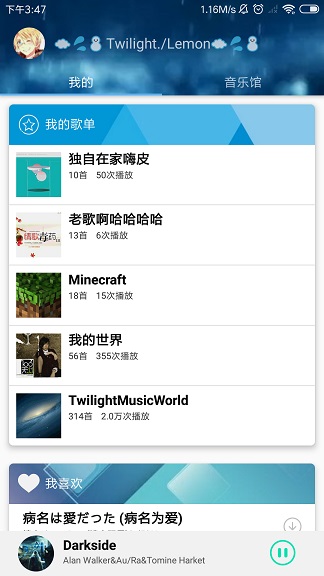 下午3:47
1.16M/s
☁💦⛄ Twilight./Lemon☁💦⛄
我的
音乐馆
我的歌单
独自在家嗨皮
10首 50次播放
老歌啊哈哈哈哈
13首 6次播放
Minecraft
18首 15次播放
我的世界
56首 355次播放
TwilightMusicWorld
314首 2.0万次播放
我喜欢
病名は愛だった (病名为爱)
Darkside
Alan Walker&Au/Ra&Tomine Harket